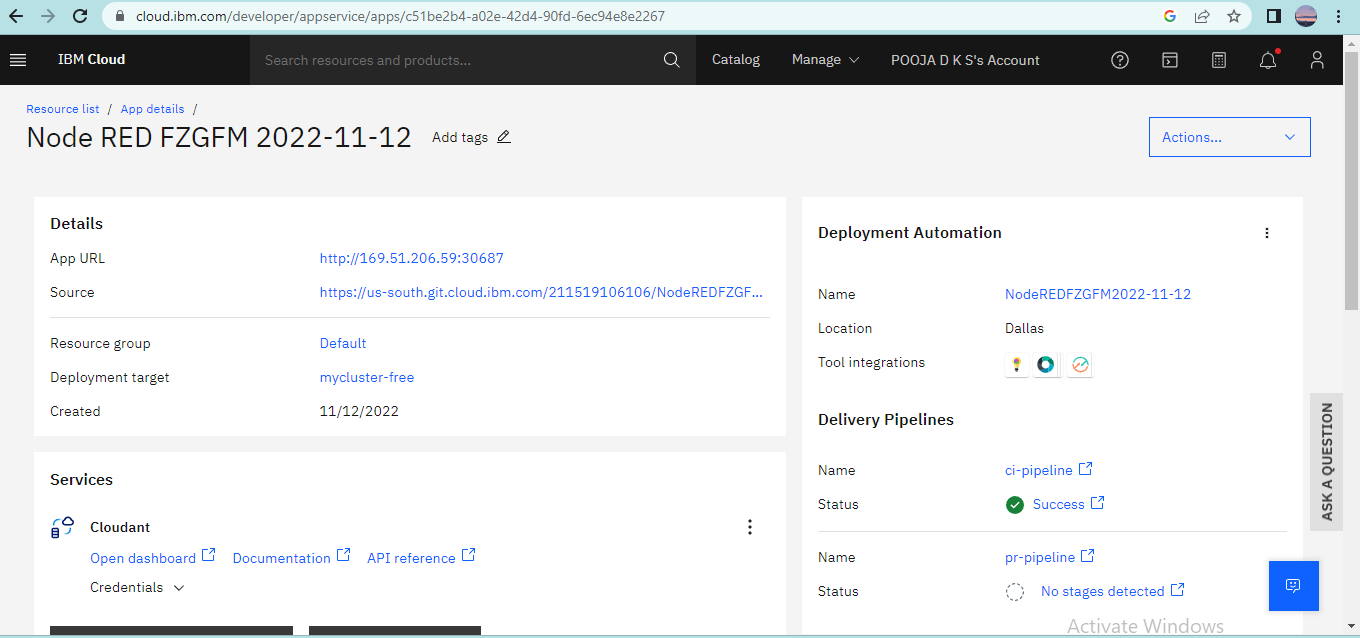 cloud.ibm.com/developer/appservice/apps/c51be2b4-a02e-42d4-90fd-6ec94e8e2267
IBM Cloud
Search resources and products...
Catalog
Manage
POOJA D K S's Account
Resource list / App details /
Node RED FZGFM 2022-11-12
Add tags
Actions...
Details
App URL http://169.51.206.59:30687
Source https://us-south.git.cloud.ibm.com/211519106106/NodeREDFZGF...
Resource group Default
Deployment target mycluster-free
Created 11/12/2022
Services
Cloudant
Open dashboard Documentation API reference
Credentials
Deployment Automation
Name NodeREDFZGFM2022-11-12
Location Dallas
Tool integrations
Delivery Pipelines
Name ci-pipeline
Status Success
Name pr-pipeline
Status No stages detected
ASK A QUESTION
Activate Windows